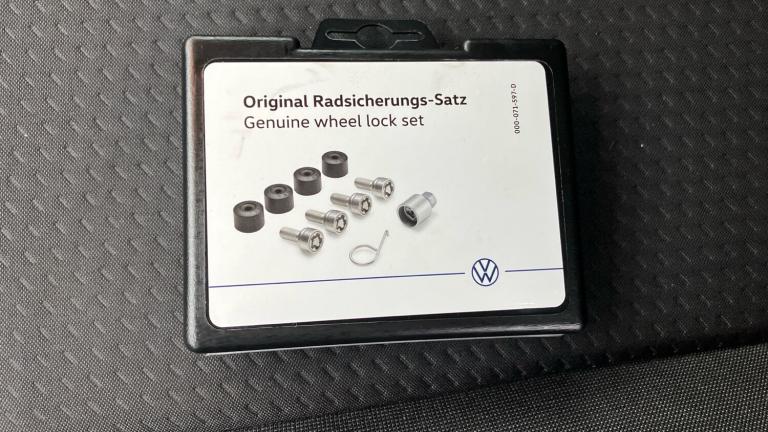 Original Radsicherungs-Satz
Genuine wheel lock set
000-071-597-D